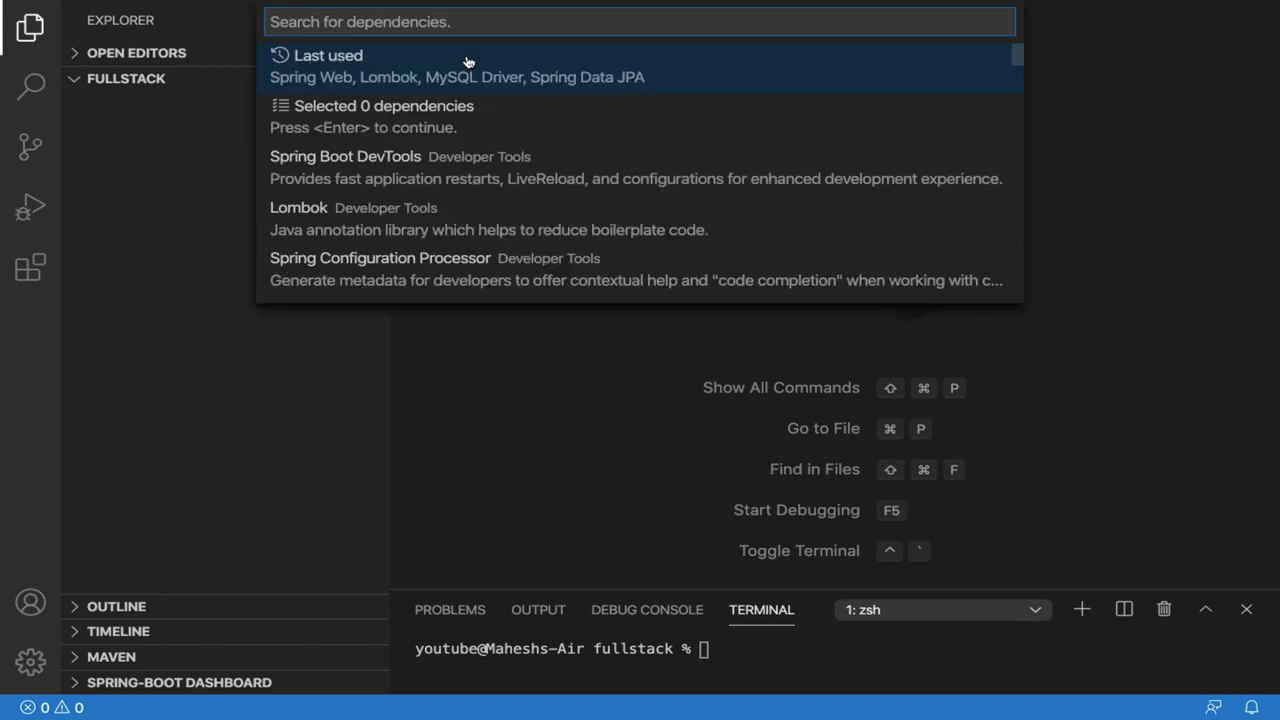 EXPLORER
OPEN EDITORS
FULLSTACK
Search for dependencies.
Last used
Spring Web, Lombok, MySQL Driver, Spring Data JPA
Selected 0 dependencies
Press <Enter> to continue.
Spring Boot DevTools Developer Tools
Provides fast application restarts, LiveReload, and configurations for enhanced development experience.
Lombok Developer Tools
Java annotation library which helps to reduce boilerplate code.
Spring Configuration Processor Developer Tools
Generate metadata for developers to offer contextual help and "code completion" when working with c...
Show All Commands ⇧ ⌘ P
Go to File ⌘ P
Find in Files ⇧ ⌘ F
Start Debugging F5
Toggle Terminal ^ `
OUTLINE
TIMELINE
MAVEN
SPRING-BOOT DASHBOARD
PROBLEMS OUTPUT DEBUG CONSOLE TERMINAL 1: zsh
youtube@Maheshs-Air fullstack %
0 0